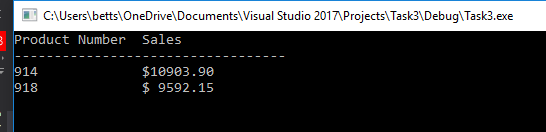 C:\Users\betts\OneDrive\Documents\Visual Studio 2017\Projects\Task3\Debug\Task3.exe
Product Number  Sales
----------------------------------
914             $10903.90
918             $ 9592.15